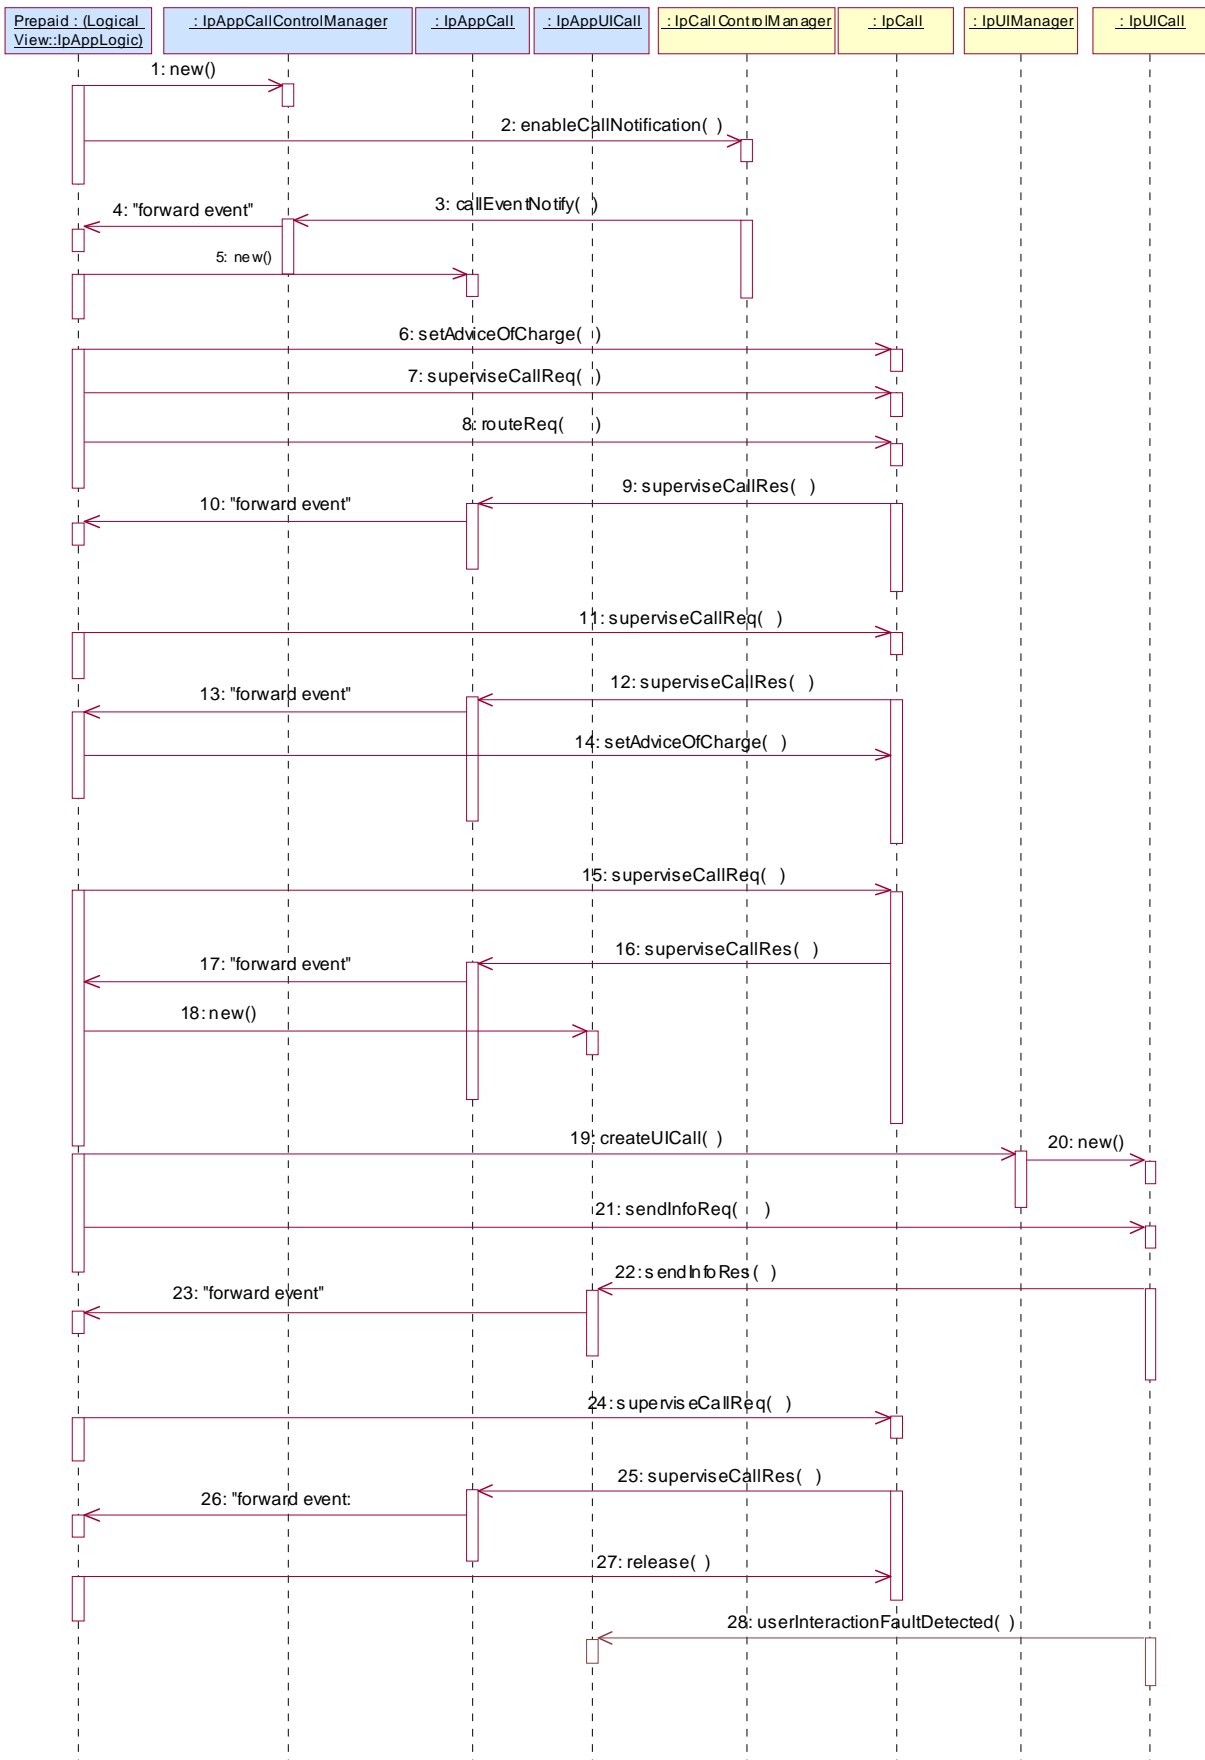 Prepaid : (Logical
View::IpAppLogic)
: IpAppCallControlManager
: IpAppCall
: IpAppUICall
: IpCallControlManager
: IpCall
: IpUIManager
: IpUICall
1: new()
2: enableCallNotification( )
3: callEventNotify( )
4: "forward event"
5: new()
6: setAdviceOfCharge( )
7: superviseCallReq( )
8: routeReq( )
9: superviseCallRes( )
10: "forward event"
11: superviseCallReq( )
12: superviseCallRes( )
13: "forward event"
14: setAdviceOfCharge( )
15: superviseCallReq( )
16: superviseCallRes( )
17: "forward event"
18: new()
19: createUICall( )
20: new()
21: sendInfoReq( )
22: sendInfoRes( )
23: "forward event"
24: superviseCallReq( )
25: superviseCallRes( )
26: "forward event:
27: release( )
28: userInteractionFaultDetected( )